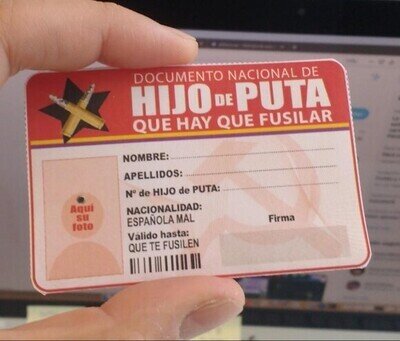 DOCUMENTO NACIONAL DE
HIJO DE PUTA
QUE HAY QUE FUSILAR
NOMBRE:
APELLIDOS:
Nº de HIJO DE PUTA:
NACIONALIDAD:
ESPAÑOLA MAL
Válido hasta:
QUE TE FUSILEN
Firma
Aquí
su
foto